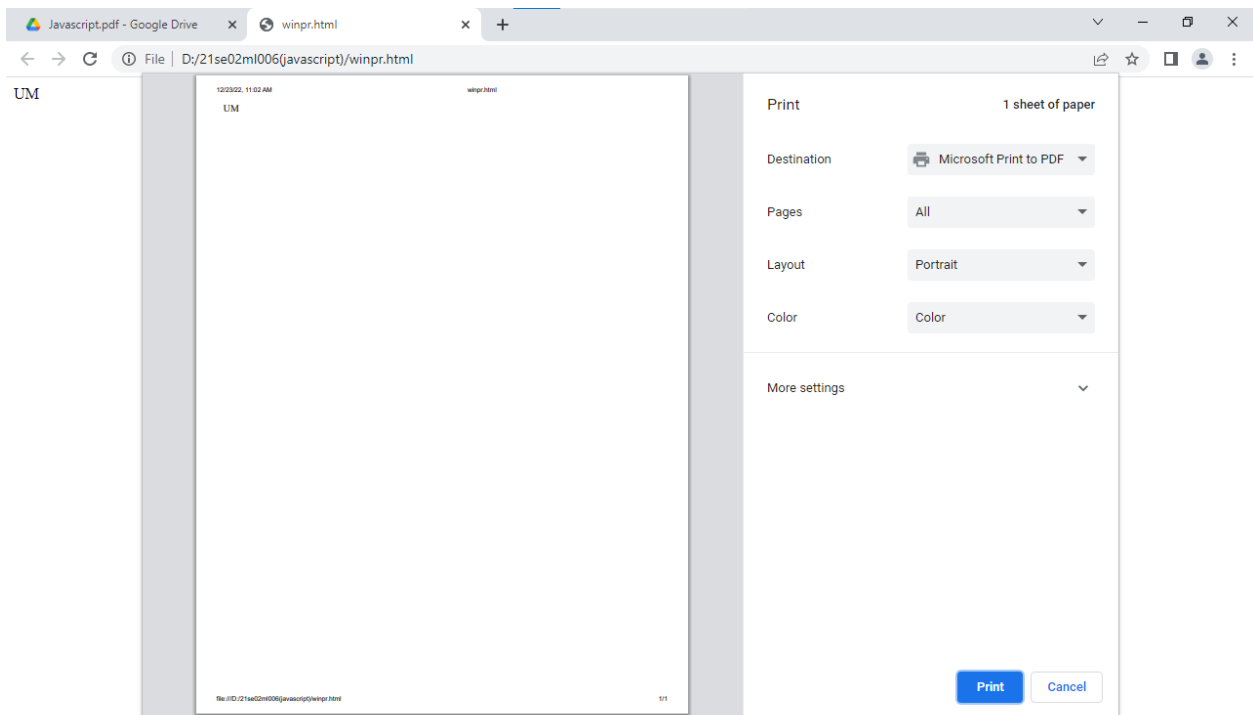 Javascript.pdf - Google Drive
winpr.html
File | D:/21se02ml006(javascript)/winpr.html
UM
12/23/22, 11:02 AM winpr.html
UM
file:///D:/21se02ml006(javascript)/winpr.html 1/1
Print 1 sheet of paper
Destination Microsoft Print to PDF
Pages All
Layout Portrait
Color Color
More settings
Print Cancel